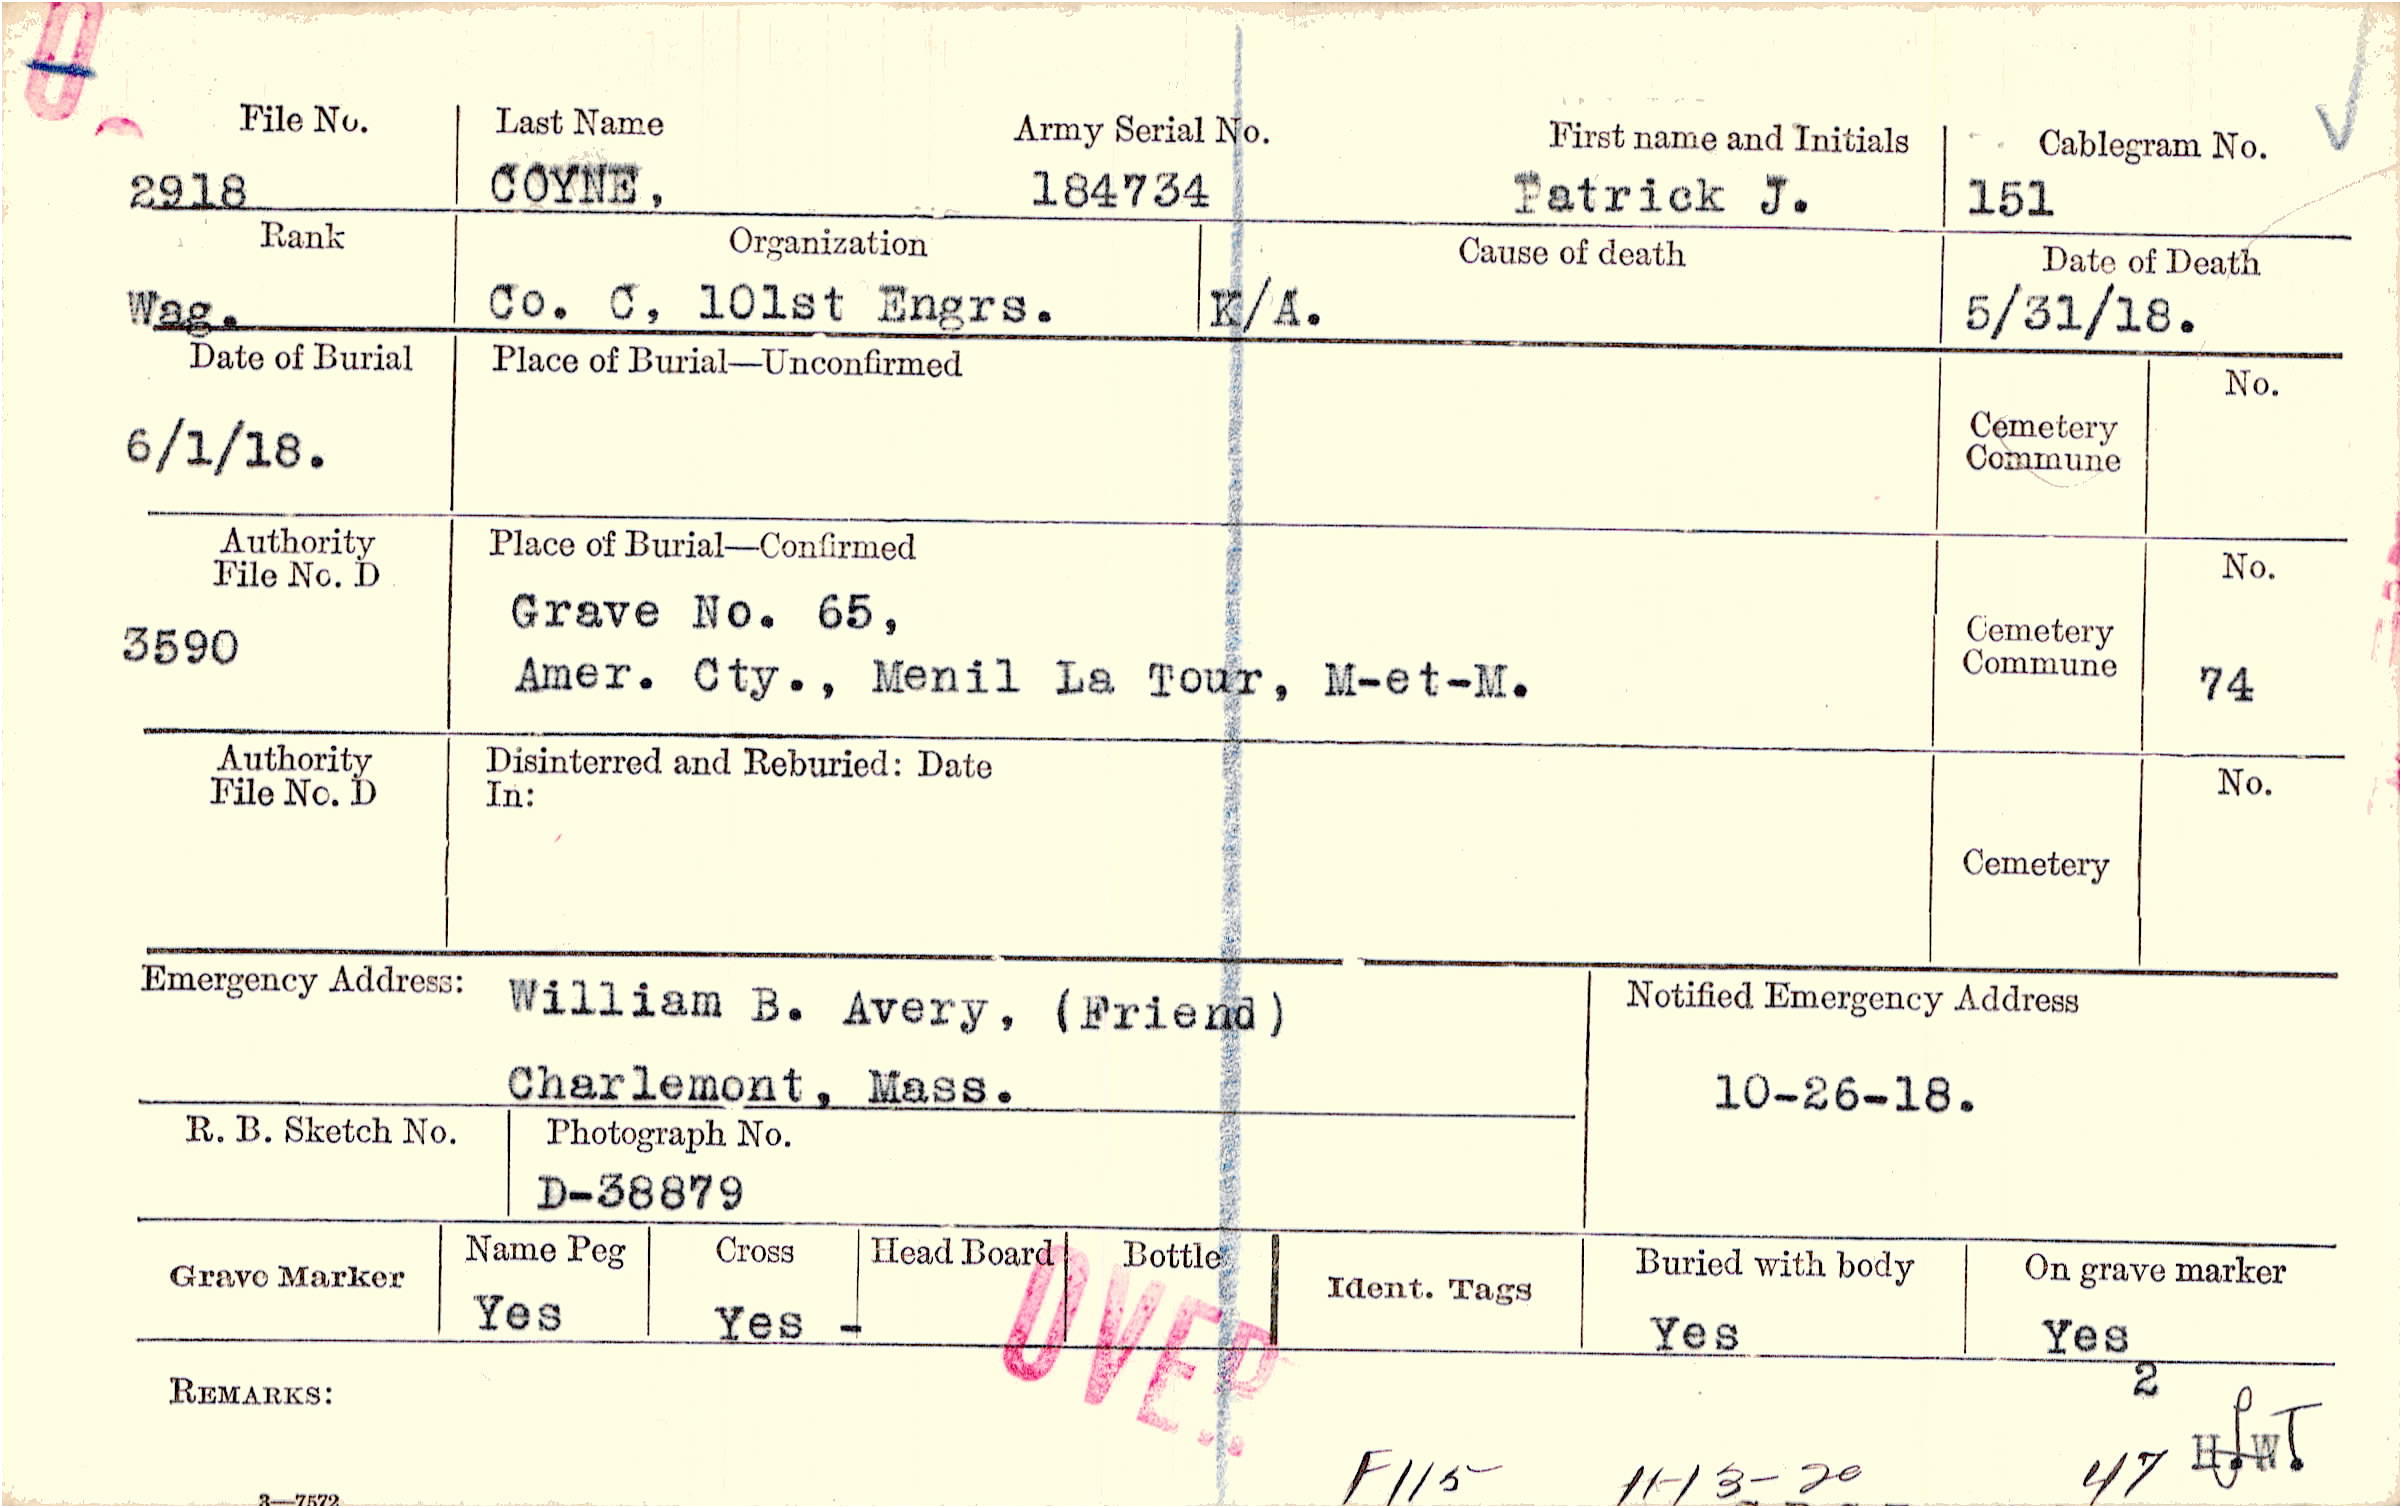 File No. Last Name Army Serial No. First name and Initials Cablegram No.
2918 COYNE, 184734 Patrick J. 151
Rank Organization Cause of death Date of Death
Wag. Co. C, 101st Engrs. K/A. 5/31/18.
Date of Burial Place of Burial—Unconfirmed No.
6/1/18. Cemetery
Commune
Authority Place of Burial—Confirmed No.
File No. D
Grave No. 65, Cemetery
3590 Amer. Cty., Menil La Tour, M-et-M. Commune 74
Authority Disinterred and Reburied: Date No.
File No. D In:
Cemetery
Emergency Address: William B. Avery, (Friend) Notified Emergency Address
Charlemont, Mass. 10-26-18.
R. B. Sketch No. Photograph No.
D-38879
Grave Marker Name Peg Cross Head Board Bottle Ident. Tags Buried with body On grave marker
Yes Yes - Yes Yes
2
OVER
REMARKS:
F115 11-13-20 47
3—7572